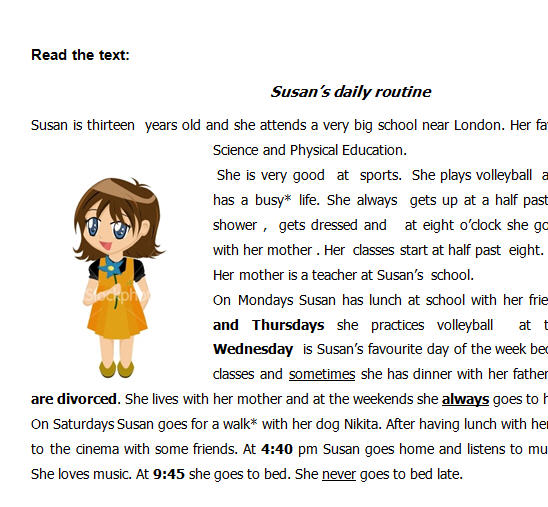 Read the text:
Susan's daily routine
Susan is thirteen years old and she attends a very big school near London. Her
Science and Physical Education.
She is very good at sports. She plays volleyball
has a busy* life. She always gets up at a half past
shower , gets dressed and at eight o'clock she
with her mother . Her classes start at half past eight.
Her mother is a teacher at Susan's school.
On Mondays Susan has lunch at school with her
and Thursdays she practices volleyball at
Wednesday is Susan's favourite day of the week
classes and sometimes she has dinner with her father
are divorced. She lives with her mother and at the weekends she always goes to
On Saturdays Susan goes for a walk* with her dog Nikita. After having lunch with
to the cinema with some friends. At 4:40 pm Susan goes home and listens to
She loves music. At 9:45 she goes to bed. She never goes to bed late.